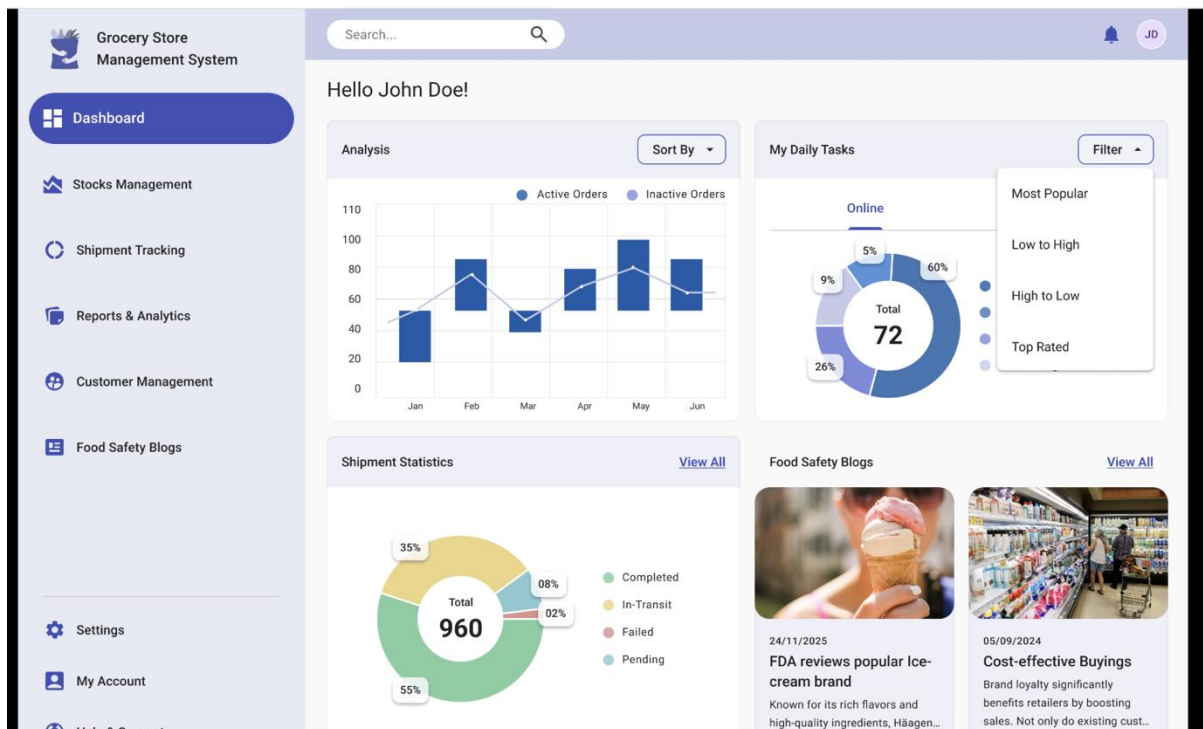 Grocery Store
Management System
Dashboard
Stocks Management
Shipment Tracking
Reports & Analytics
Customer Management
Food Safety Blogs
Settings
My Account
Search...
JD
Hello John Doe!
Analysis
Sort By
Active Orders
Inactive Orders
110
100
80
60
40
20
0
Jan
Feb
Mar
Apr
May
Jun
My Daily Tasks
Filter
Most Popular
Low to High
High to Low
Top Rated
Online
5%
60%
9%
26%
Total
72
Shipment Statistics
View All
35%
08%
02%
55%
Total
960
Completed
In-Transit
Failed
Pending
Food Safety Blogs
View All
24/11/2025
FDA reviews popular Ice-
cream brand
Known for its rich flavors and
high-quality ingredients, Häagen...
05/09/2024
Cost-effective Buyings
Brand loyalty significantly
benefits retailers by boosting
sales. Not only do existing cust...